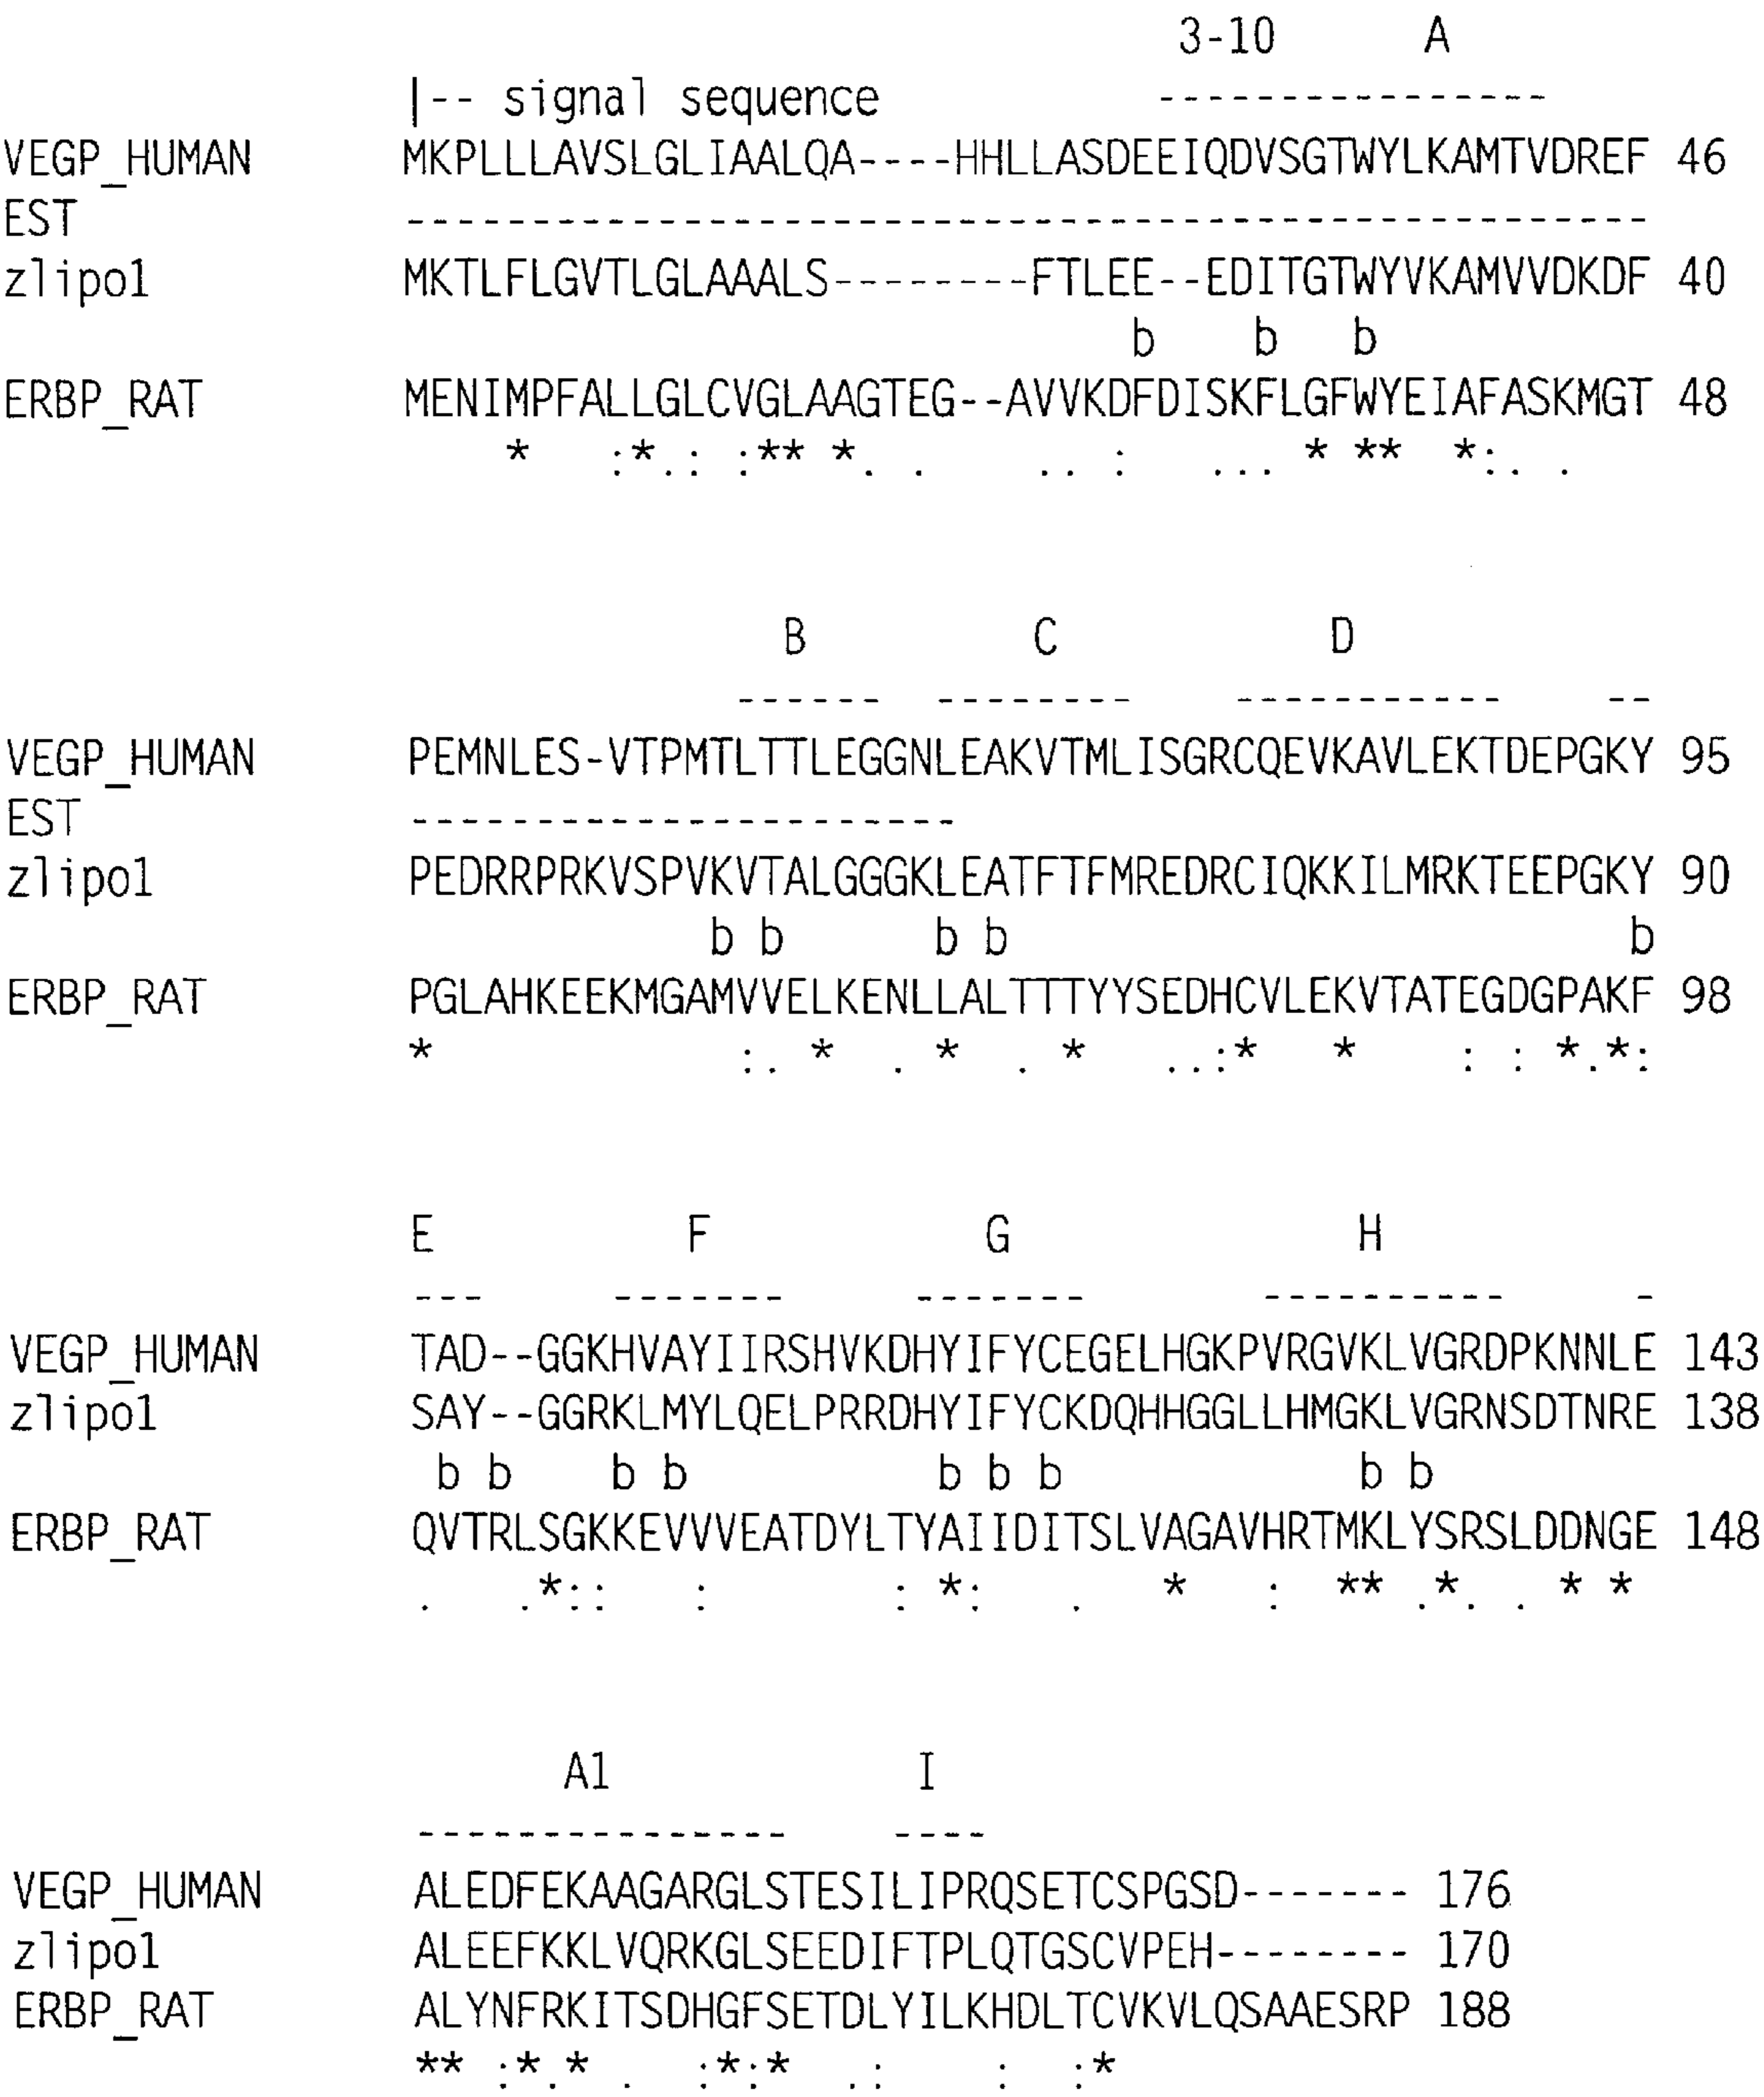 3-10 A
|-- signal sequence ----------------
VEGP_HUMAN MKPLLLAVSLGLIAALQA----HHLLASDEEIQDVSGTWYLKAMTVDREF 46
EST --------------------------------------------------
zlipo1 MKTLFLGVTLGLAAALS--------FTLEE--EDITGTWYVKAMVVDKDF 40
b b b
ERBP_RAT MENIMPFALLGLCVGLAAGTEG--AVVKDFDISKFLGFWYEIAFASKMGT 48
* :*.: :** *. . .. : ... * ** *:. .
B C D
------ -------- ----------- --
VEGP_HUMAN PEMNLES-VTPMTLTTLEGGNLEAKVTMLISGRCQEVKAVLEKTDEPGKY 95
EST ----------------------
zlipo1 PEDRRPRKVSPVKVTALGGGKLEATFTFMREDRCIQKKILMRKTEEPGKY 90
b b b b b
ERBP_RAT PGLAHKEEKMGAMVVELKENLLALTTTYYSEDHCVLEKVTATEGDGPAKF 98
* :. * . * . * ..:* * : : *.*:
E F G H
--- ------- ------- ---------- -
VEGP_HUMAN TAD--GGKHVAYIIRSHVKDHYIFYCEGELHGKPVRGVKLVGRDPKNNLE 143
zlipo1 SAY--GGRKLMYLQELPRRDHYIFYCKDQHHGGLLHMGKLVGRNSDTNRE 138
b b b b b b b b b
ERBP_RAT QVTRLSGKKEVVVEATDYLTYAIIDITSLVAGAVHRTMKLYSRSLDDNGE 148
. .*:: : : *: . * : ** .*. . * *
A1 I
--------------- ----
VEGP_HUMAN ALEDFEKAAGARGLSTESILIPRQSETCSPGSD------- 176
zlipo1 ALEEFKKLVQRKGLSEEDIFTPLQTGSCVPEH-------- 170
ERBP_RAT ALYNFRKITSDHGFSETDLYILKHDLTCVKVLQSAAESRP 188
** :*.* . :*:* .: : :*